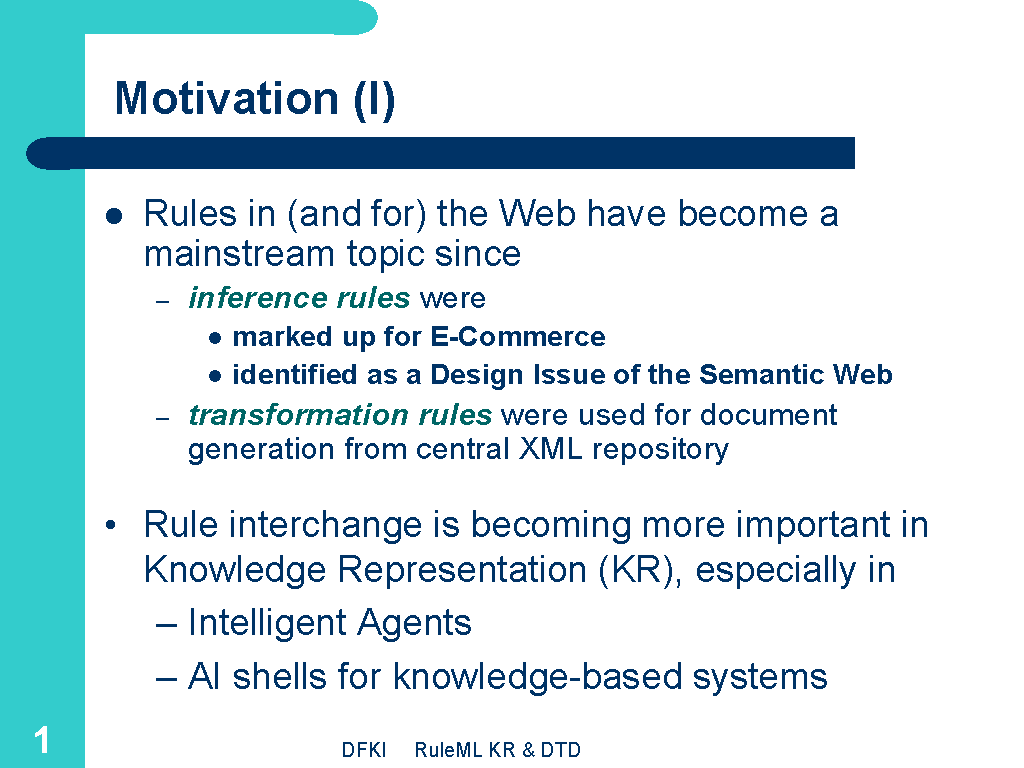 Motivation (I)
● Rules in (and for) the Web have become a
mainstream topic since
– inference rules were
● marked up for E-Commerce
● identified as a Design Issue of the Semantic Web
– transformation rules were used for document
generation from central XML repository
• Rule interchange is becoming more important in
Knowledge Representation (KR), especially in
– Intelligent Agents
– AI shells for knowledge-based systems
1
DFKI RuleML KR & DTD